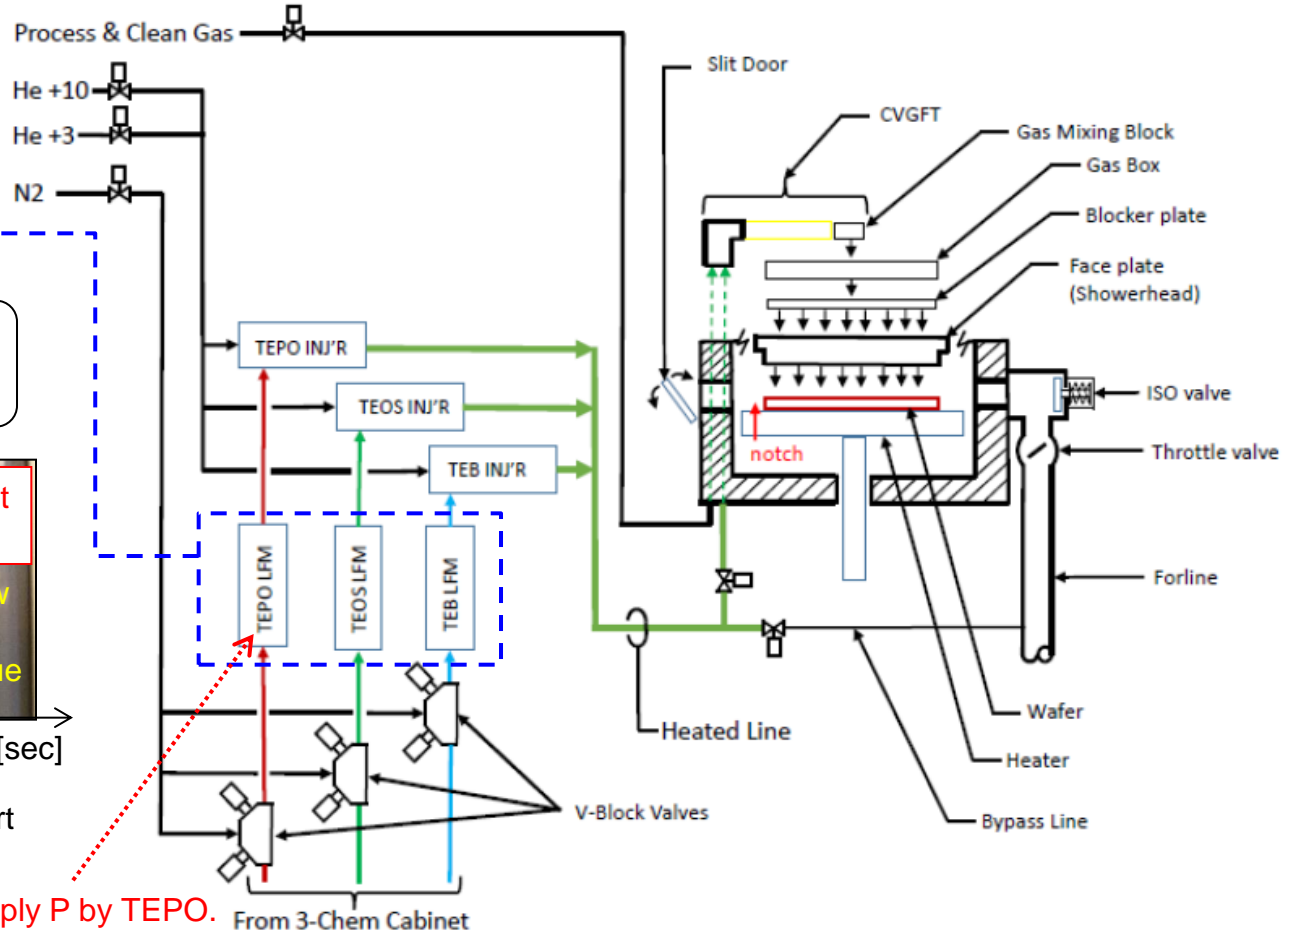 Process & Clean Gas
He +10
He +3
N2
Slit Door
CVGFT
Gas Mixing Block
Gas Box
Blocker plate
Face plate
(Showerhead)
TEPO INJ'R
TEOS INJ'R
TEB INJ'R
notch
ISO valve
Throttle valve
TEPO LFM
TEOS LFM
TEB LFM
Forline
Heated Line
Wafer
Heater
Bypass Line
V-Block Valves
[sec]
ply P by TEPO.
From 3-Chem Cabinet